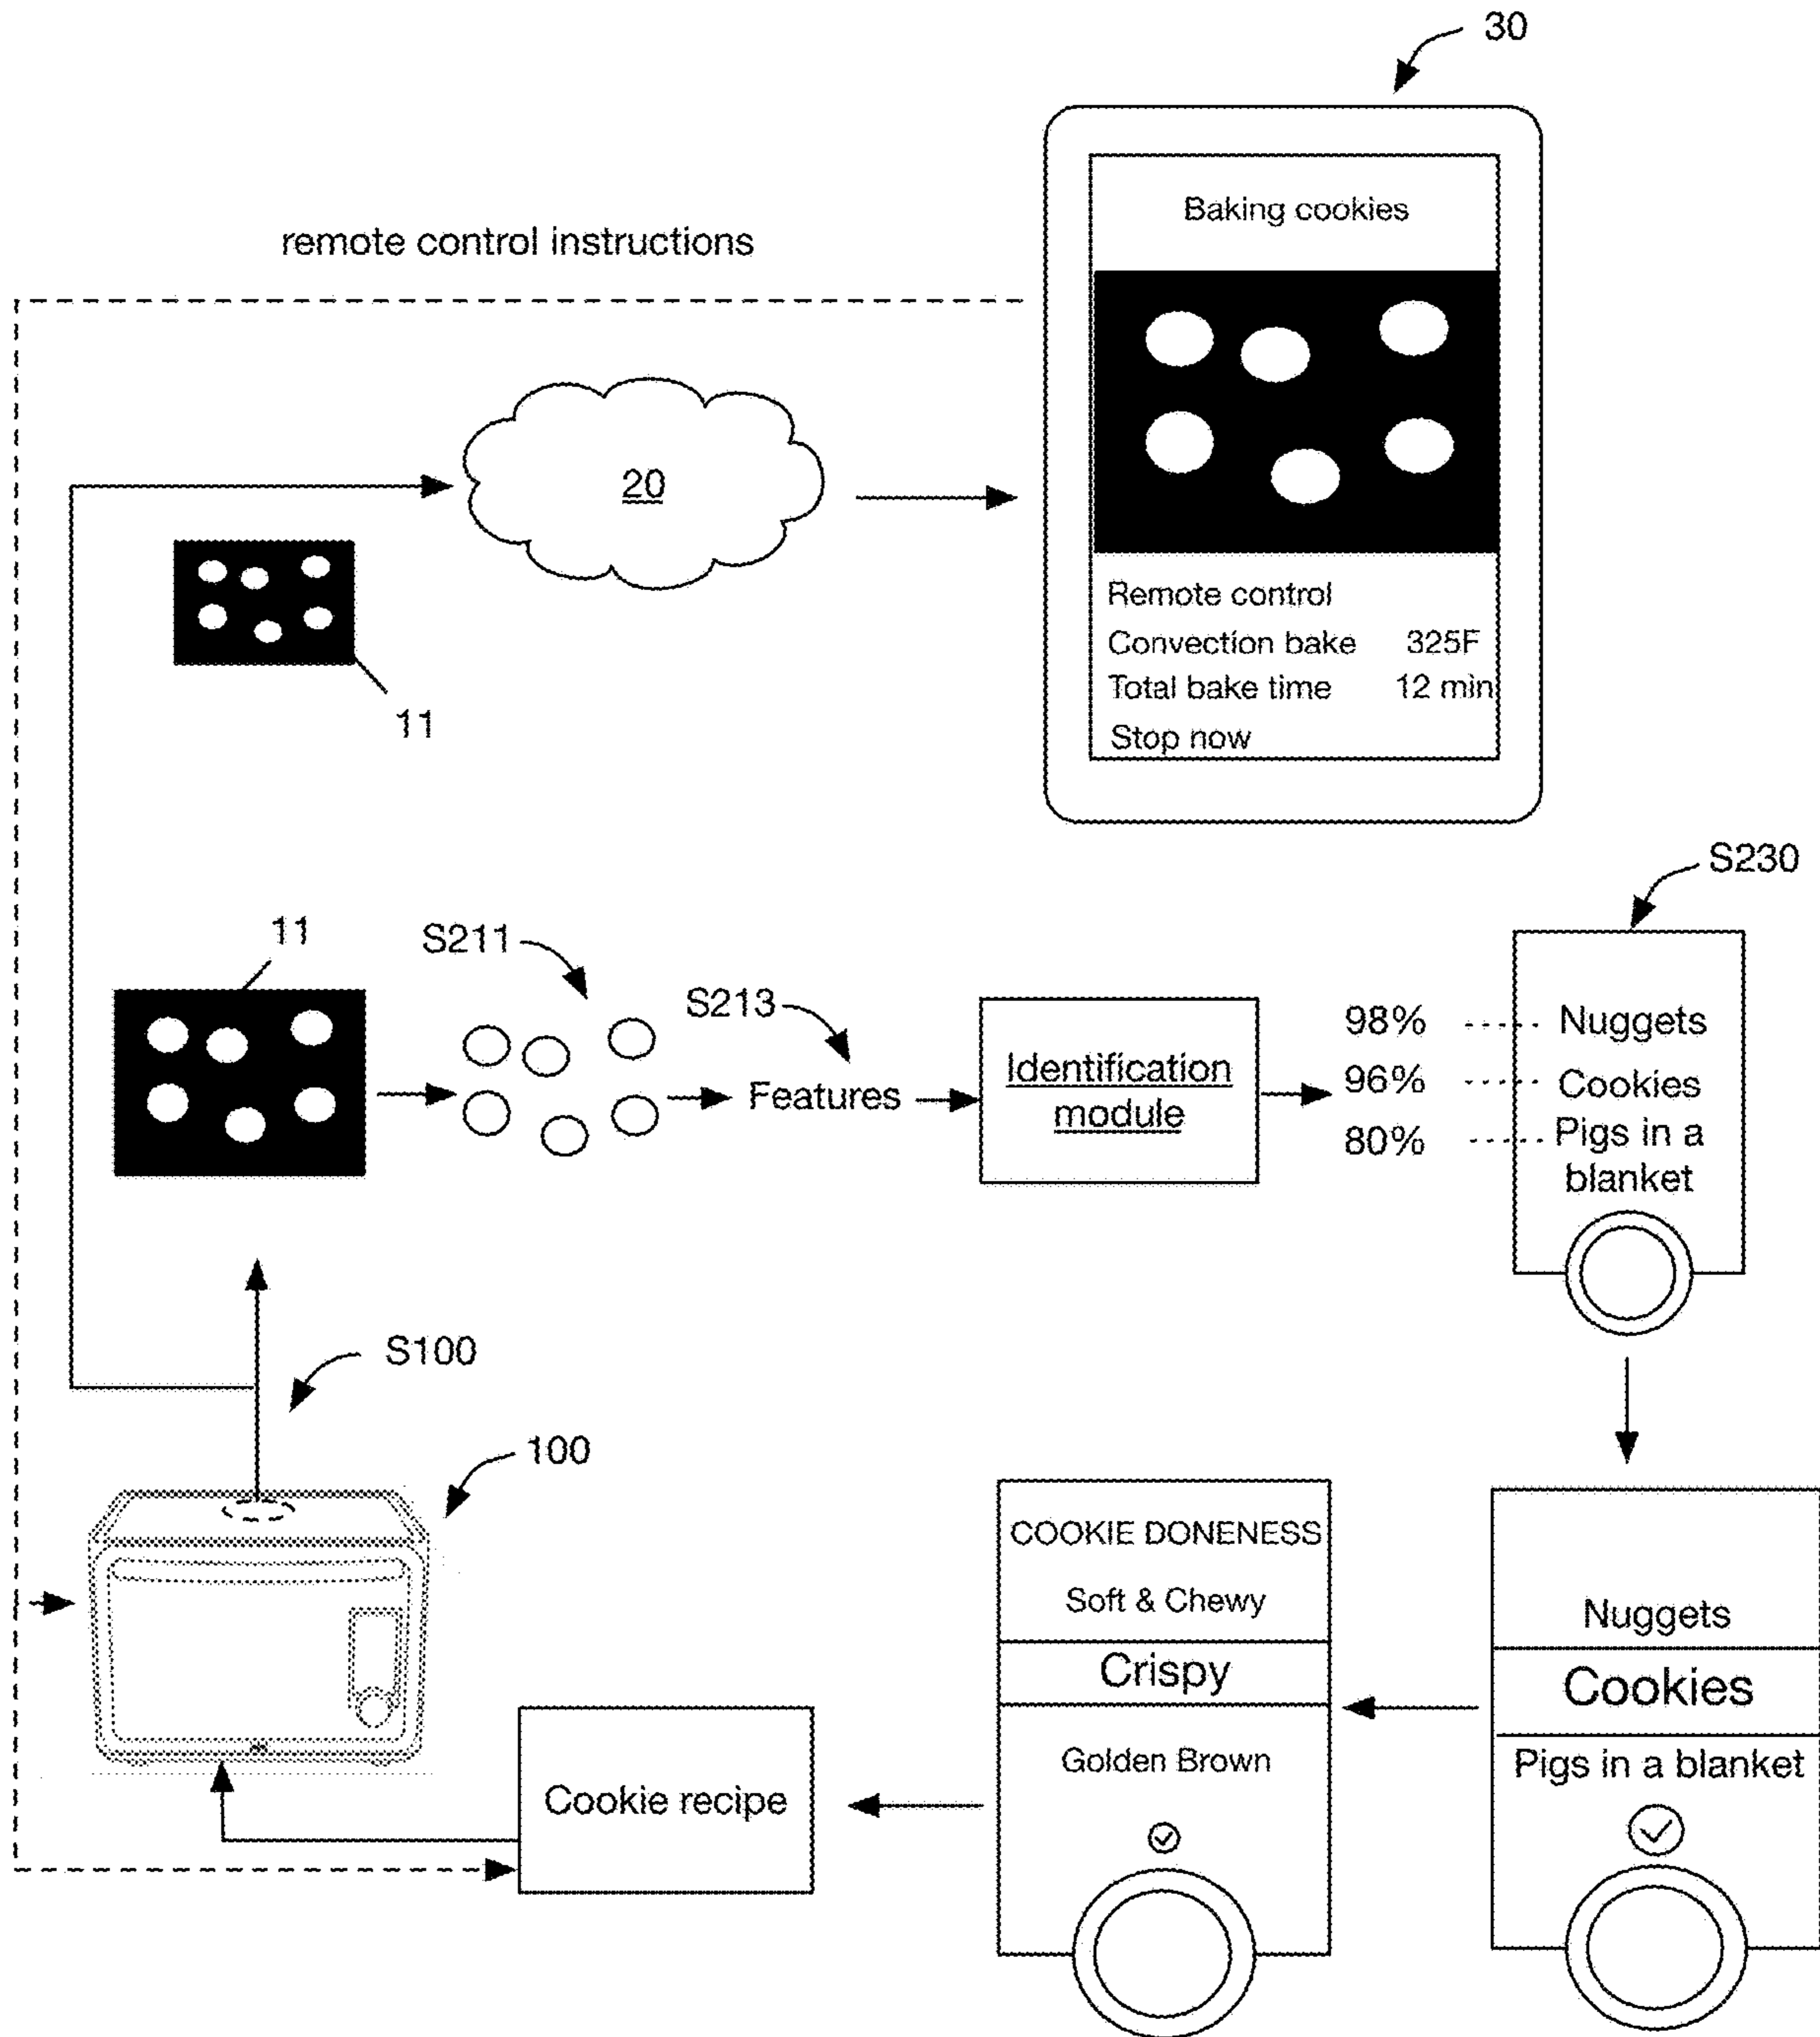 30
Baking cookies
remote control instructions
20
Remote control
Convection bake 325F
Total bake time 12 min
Stop now
11
S230
11
S211
S213
98% Nuggets
96% Cookies
80% Pigs in a
blanket
Features
Identification
module
S100
100
COOKIE DONENESS
Soft & Chewy
Crispy
Golden Brown
Nuggets
Cookies
Pigs in a blanket
Cookie recipe